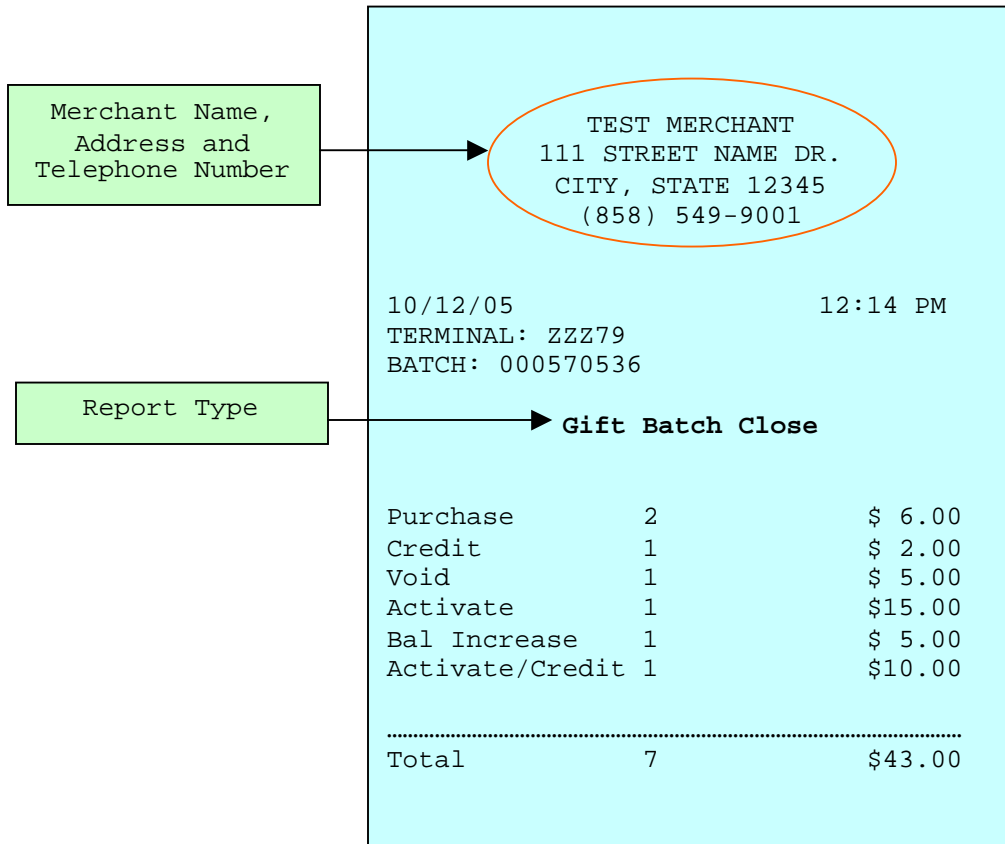 Merchant Name,
Address and
Telephone Number
TEST MERCHANT
111 STREET NAME DR.
CITY, STATE 12345
(858) 549-9001
10/12/05 12:14 PM
TERMINAL: ZZZ79
BATCH: 000570536
Report Type
Gift Batch Close
Purchase 2 $ 6.00
Credit 1 $ 2.00
Void 1 $ 5.00
Activate 1 $15.00
Bal Increase 1 $ 5.00
Activate/Credit 1 $10.00
Total 7 $43.00